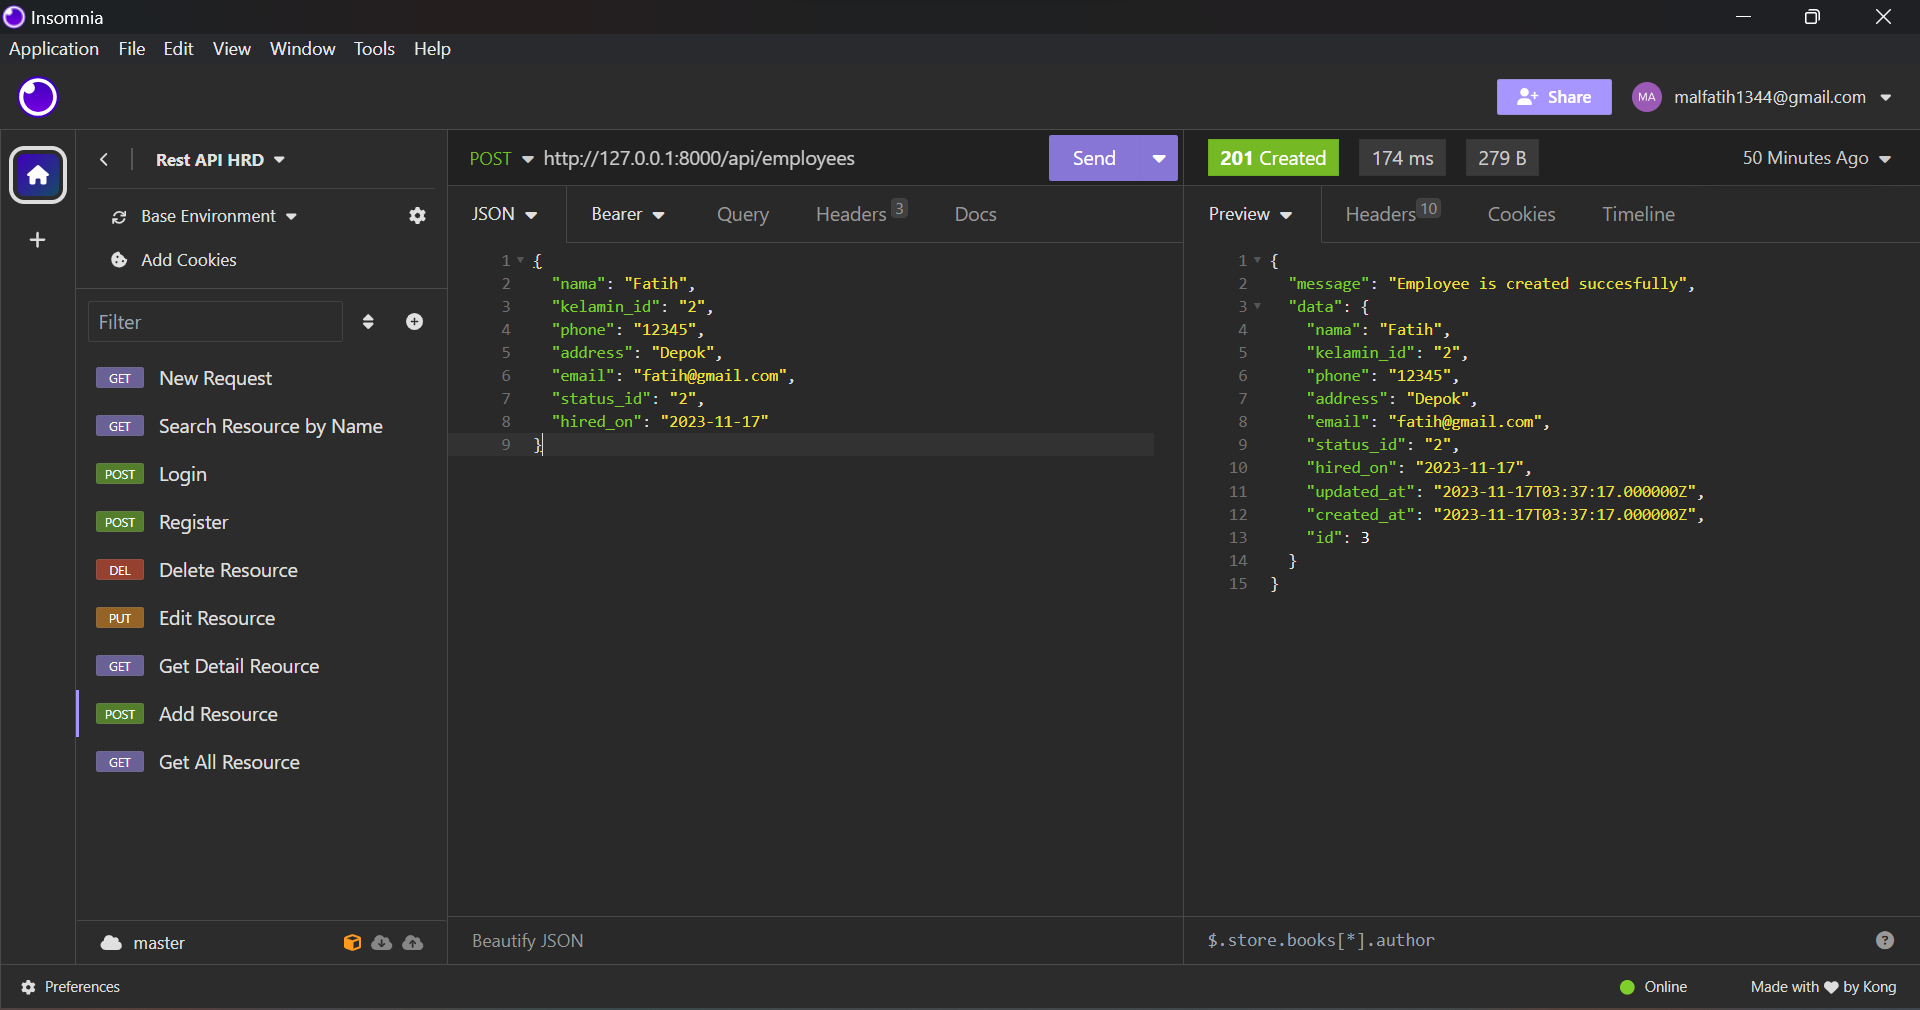 Insomnia
Application File Edit View Window Tools Help
Share MA malfatih1344@gmail.com
Rest API HRD
Base Environment
Add Cookies
Filter
GET New Request
GET Search Resource by Name
POST Login
POST Register
DEL Delete Resource
PUT Edit Resource
GET Get Detail Reource
POST Add Resource
GET Get All Resource
master
POST http://127.0.0.1:8000/api/employees Send
JSON Bearer Query Headers 3 Docs
1 {
2 "nama": "Fatih",
3 "kelamin_id": "2",
4 "phone": "12345",
5 "address": "Depok",
6 "email": "fatih@gmail.com",
7 "status_id": "2",
8 "hired_on": "2023-11-17"
9 }
Beautify JSON
201 Created 174 ms 279 B 50 Minutes Ago
Preview Headers 10 Cookies Timeline
1 {
2 "message": "Employee is created succesfully",
3 "data": {
4 "nama": "Fatih",
5 "kelamin_id": "2",
6 "phone": "12345",
7 "address": "Depok",
8 "email": "fatih@gmail.com",
9 "status_id": "2",
10 "hired_on": "2023-11-17",
11 "updated_at": "2023-11-17T03:37:17.000000Z",
12 "created_at": "2023-11-17T03:37:17.000000Z",
13 "id": 3
14 }
15 }
$.store.books[*].author ?
Preferences
Online Made with ♥ by Kong